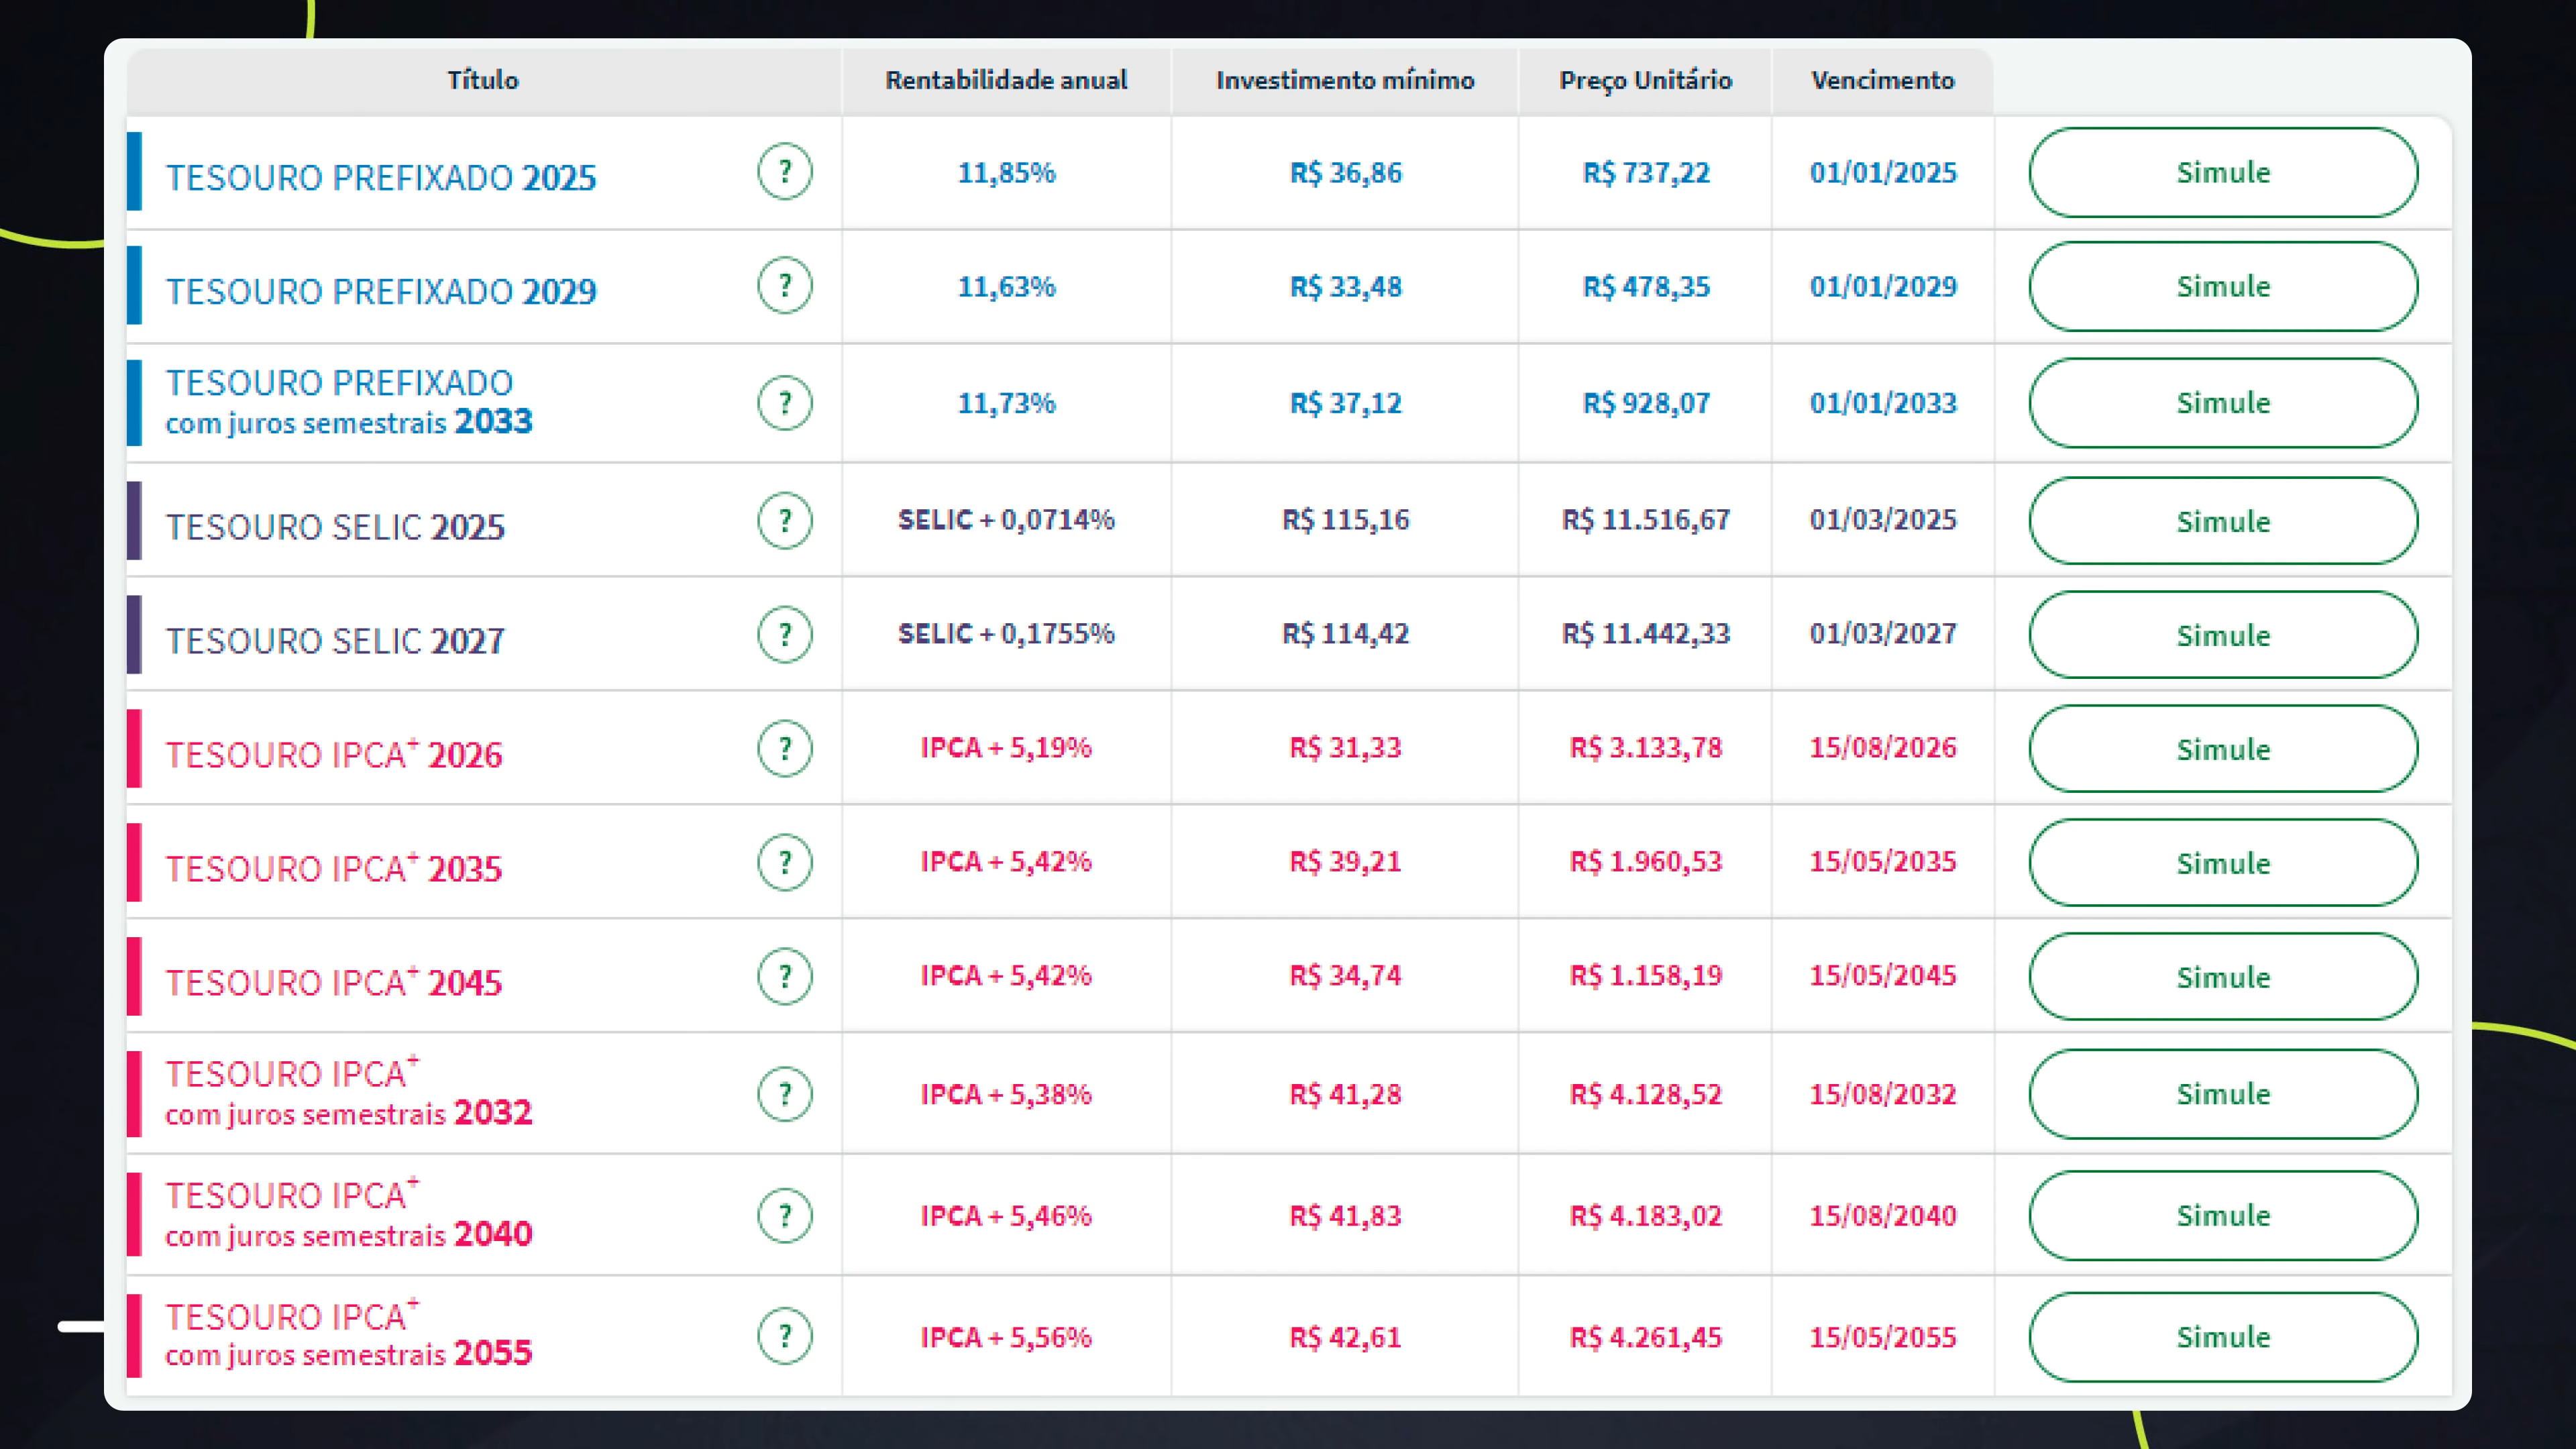 Título Rentabilidade anual Investimento mínimo Preço Unitário Vencimento
TESOURO PREFIXADO 2025 ? 11,85% R$ 36,86 R$ 737,22 01/01/2025 Simule
TESOURO PREFIXADO 2029 ? 11,63% R$ 33,48 R$ 478,35 01/01/2029 Simule
TESOURO PREFIXADO
com juros semestrais 2033 ? 11,73% R$ 37,12 R$ 928,07 01/01/2033 Simule
TESOURO SELIC 2025 ? SELIC + 0,0714% R$ 115,16 R$ 11.516,67 01/03/2025 Simule
TESOURO SELIC 2027 ? SELIC + 0,1755% R$ 114,42 R$ 11.442,33 01/03/2027 Simule
TESOURO IPCA+ 2026 ? IPCA + 5,19% R$ 31,33 R$ 3.133,78 15/08/2026 Simule
TESOURO IPCA+ 2035 ? IPCA + 5,42% R$ 39,21 R$ 1.960,53 15/05/2035 Simule
TESOURO IPCA+ 2045 ? IPCA + 5,42% R$ 34,74 R$ 1.158,19 15/05/2045 Simule
TESOURO IPCA+
com juros semestrais 2032 ? IPCA + 5,38% R$ 41,28 R$ 4.128,52 15/08/2032 Simule
TESOURO IPCA+
com juros semestrais 2040 ? IPCA + 5,46% R$ 41,83 R$ 4.183,02 15/08/2040 Simule
TESOURO IPCA+
com juros semestrais 2055 ? IPCA + 5,56% R$ 42,61 R$ 4.261,45 15/05/2055 Simule